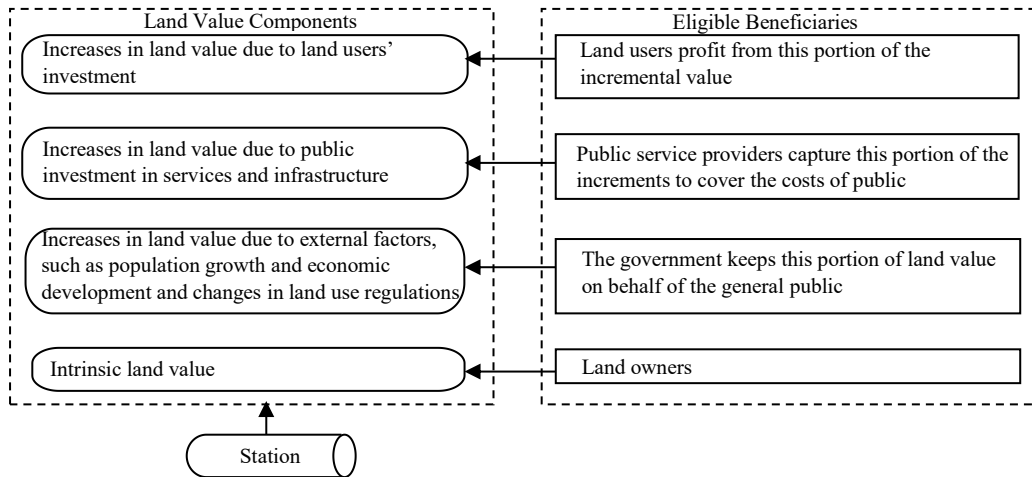 Land Value Components
Increases in land value due to land users’
investment
Increases in land value due to public
investment in services and infrastructure
Increases in land value due to external factors,
such as population growth and economic
development and changes in land use regulations
Intrinsic land value
Station
Eligible Beneficiaries
Land users profit from this portion of the
incremental value
Public service providers capture this portion of the
increments to cover the costs of public
The government keeps this portion of land value
on behalf of the general public
Land owners